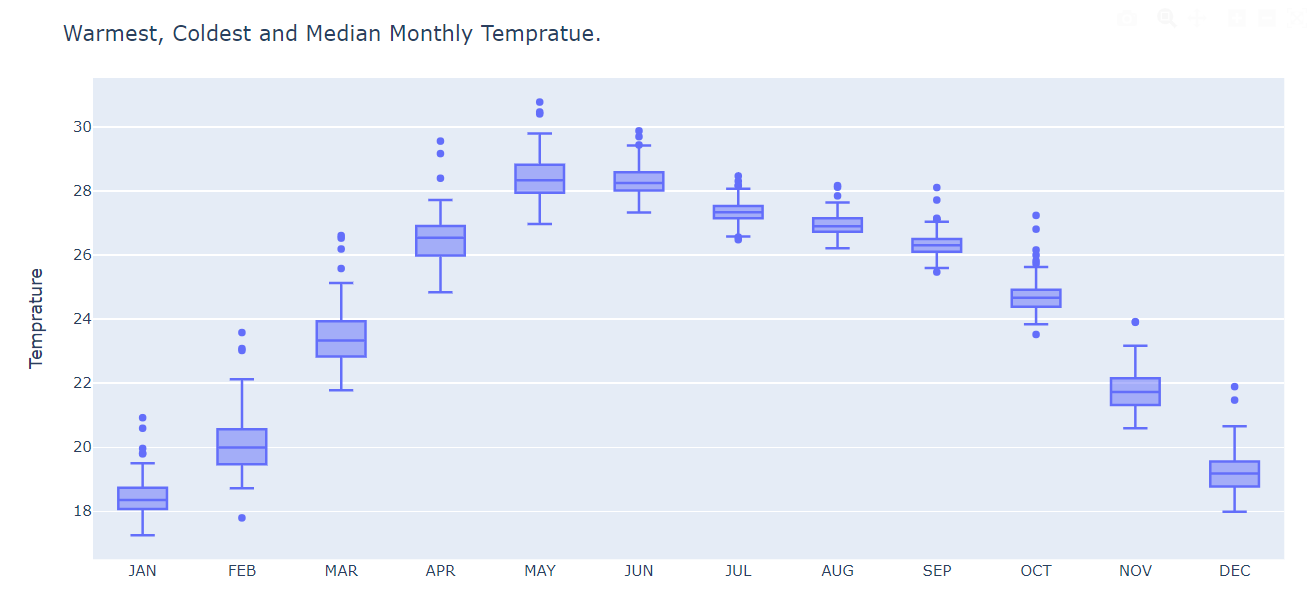 Warmest, Coldest and Median Monthly Tempratue.
30
28
26
24
22
20
18
Temprature
JAN FEB MAR APR MAY JUN JUL AUG SEP OCT NOV DEC